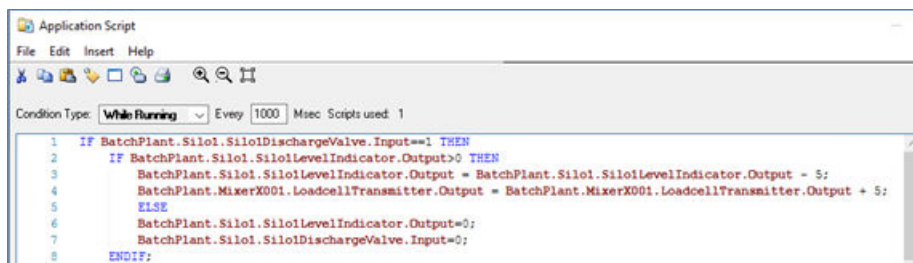 Application Script
File Edit Insert Help
Condition Type: While Running Every 1000 Msec Scripts used: 1
1 IF BatchPlant.Silo1.Silo1DischargeValve.Input==1 THEN
2 IF BatchPlant.Silo1.Silo1LevelIndicator.Output>0 THEN
3 BatchPlant.Silo1.Silo1LevelIndicator.Output = BatchPlant.Silo1.Silo1LevelIndicator.Output - 5;
4 BatchPlant.MixerX001.LoadcellTransmitter.Output = BatchPlant.MixerX001.LoadcellTransmitter.Output + 5;
5 ELSE
6 BatchPlant.Silo1.Silo1LevelIndicator.Output=0;
7 BatchPlant.Silo1.Silo1DischargeValve.Input=0;
8 ENDIF;